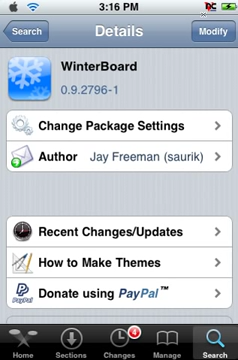 3:16 PM
Search
Details
Modify
WinterBoard
0.9.2796-1
Change Package Settings
Author Jay Freeman (saurik)
Recent Changes/Updates
How to Make Themes
PayPal Donate using PayPal™
4
Home Sections Changes Manage Search